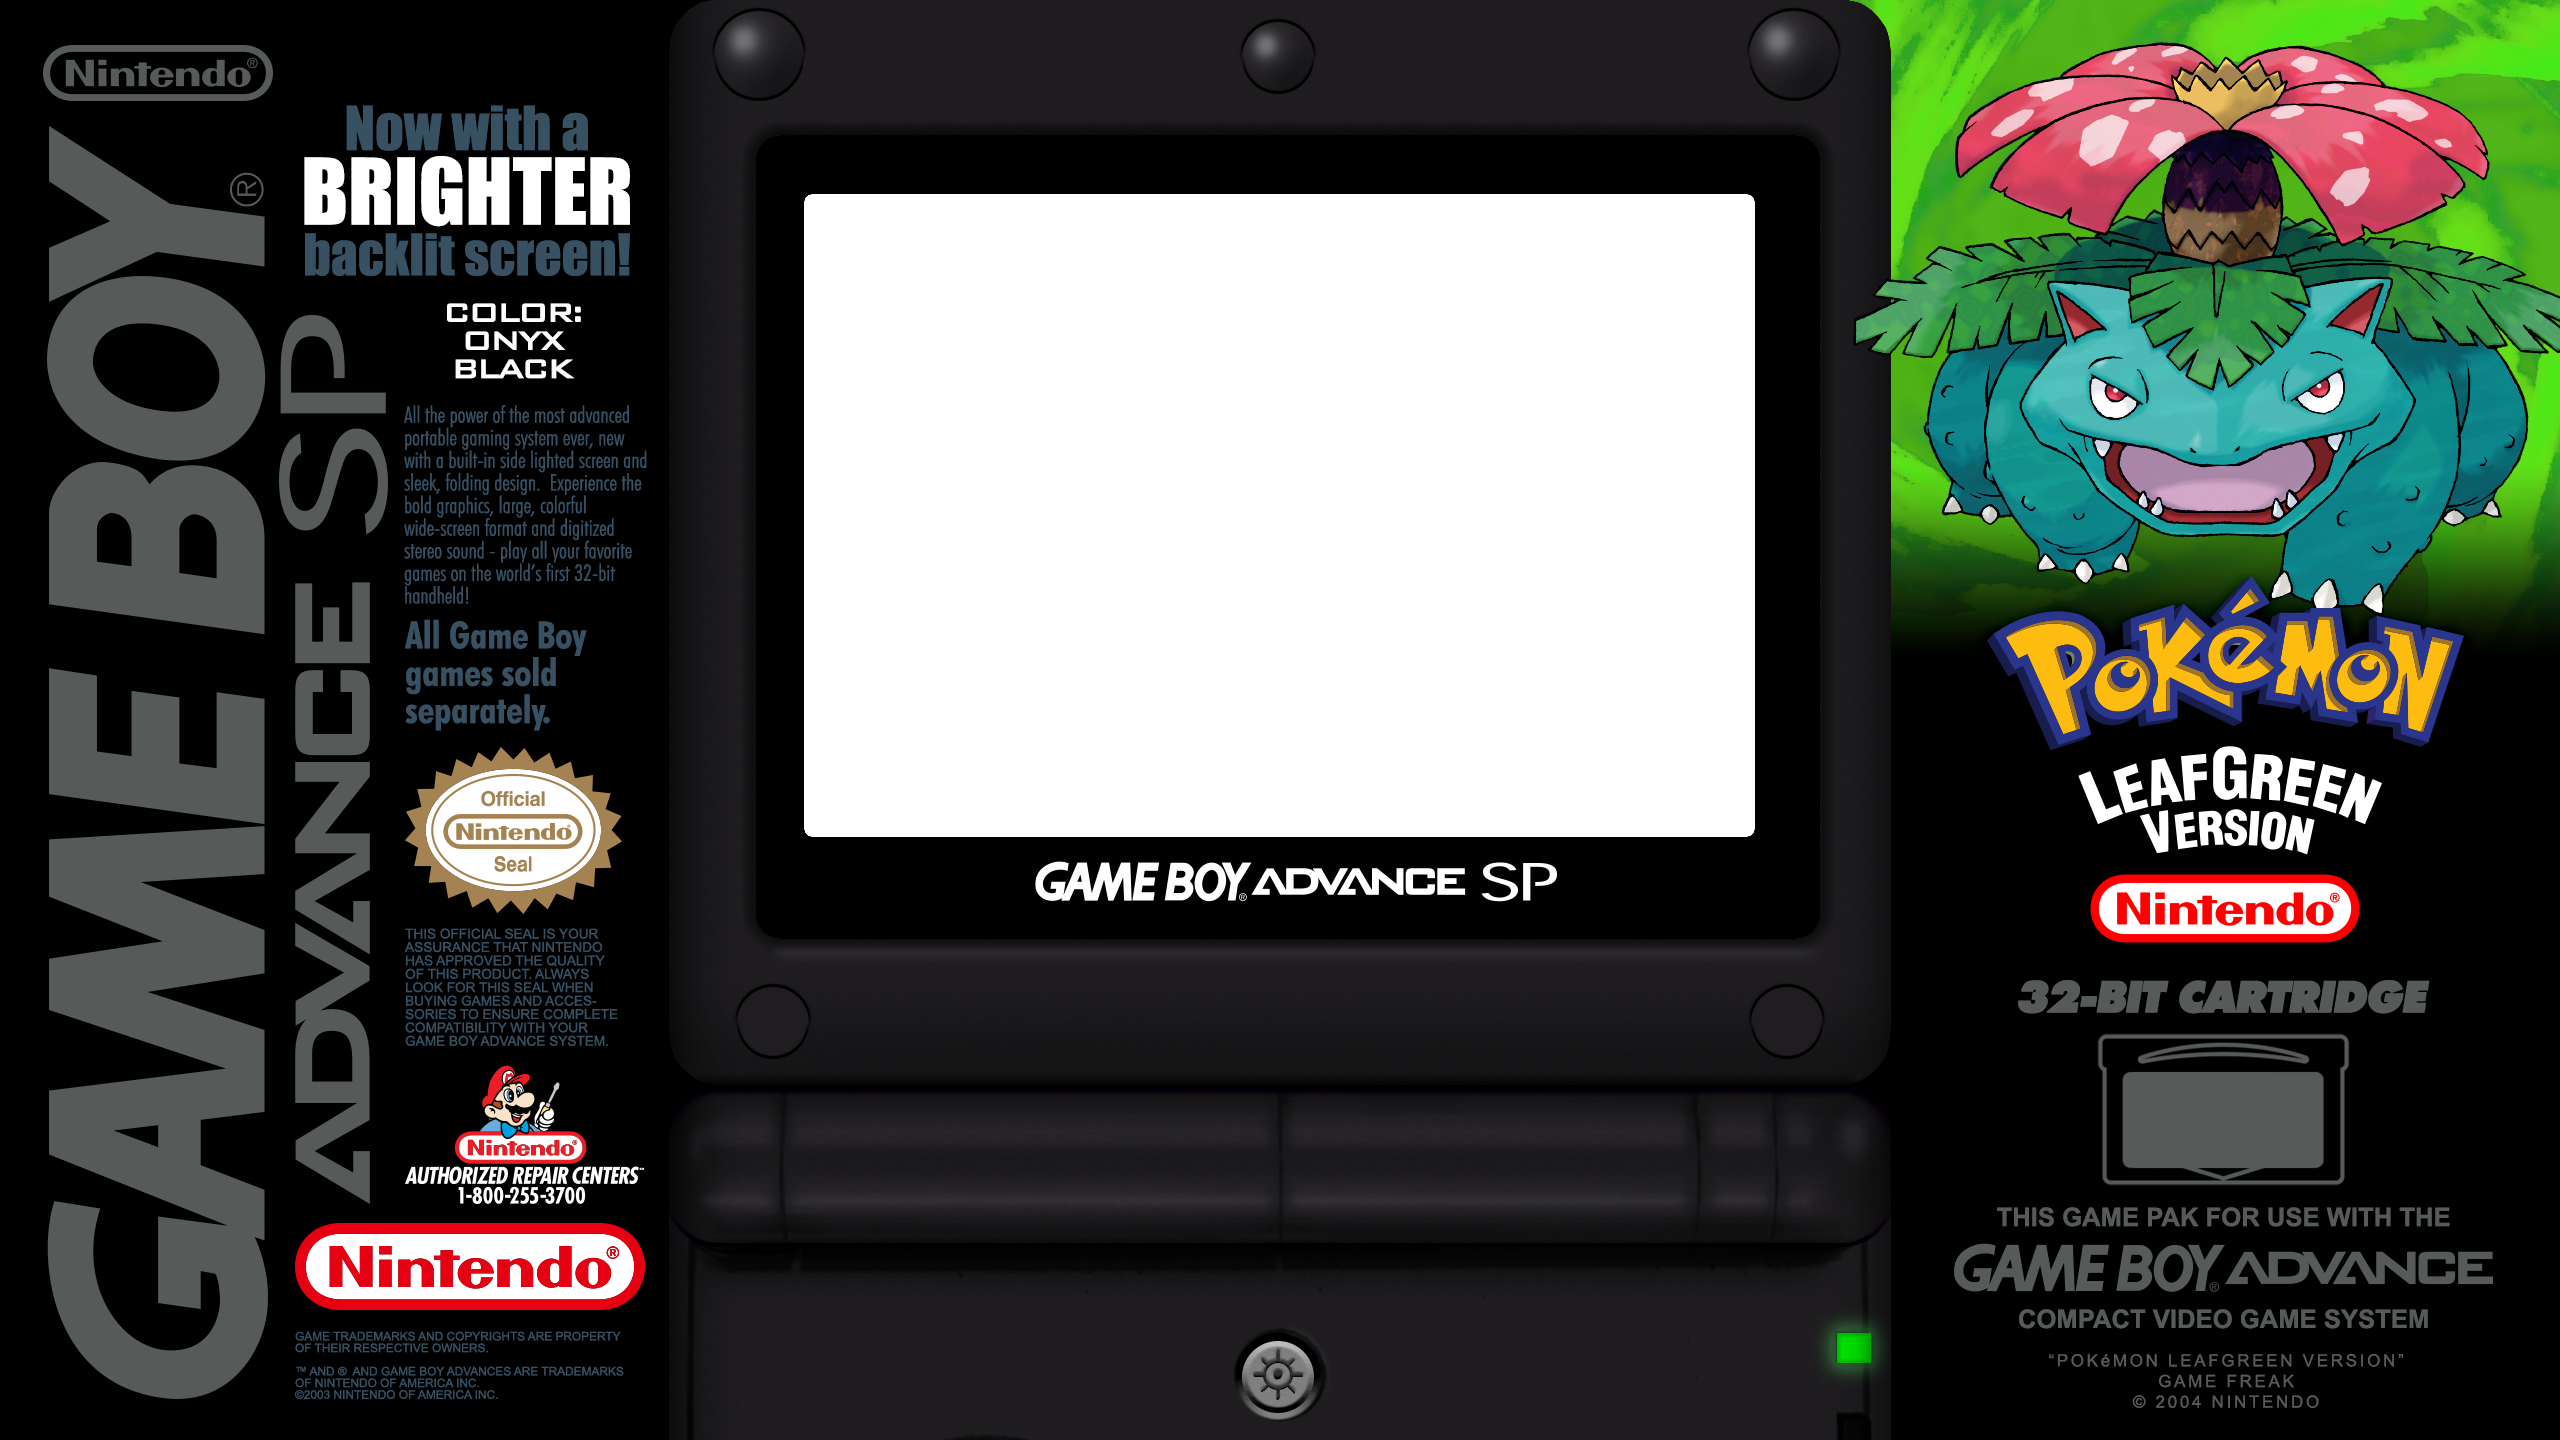 Nintendo®
GAME BOY®
ADVANCE SP
Now with a
BRIGHTER
backlit screen!
COLOR:
ONYX
BLACK
All the power of the most advanced
portable gaming system ever, new
with a built-in side lighted screen and
sleek, folding design. Experience the
bold graphics, large, colorful
wide-screen format and digitized
stereo sound - play all your favorite
games on the world's first 32-bit
handheld!
All Game Boy
games sold
separately.
Official
Nintendo®
Seal
THIS OFFICIAL SEAL IS YOUR
ASSURANCE THAT NINTENDO
HAS APPROVED THE QUALITY
OF THIS PRODUCT. ALWAYS
LOOK FOR THIS SEAL WHEN
BUYING GAMES AND ACCES-
SORIES TO ENSURE COMPLETE
COMPATIBILITY WITH YOUR
GAME BOY ADVANCE SYSTEM.
M
Nintendo®
AUTHORIZED REPAIR CENTERS™
1-800-255-3700
Nintendo®
GAME TRADEMARKS AND COPYRIGHTS ARE PROPERTY
OF THEIR RESPECTIVE OWNERS.
™ AND ® AND GAME BOY ADVANCES ARE TRADEMARKS
OF NINTENDO OF AMERICA INC.
©2003 NINTENDO OF AMERICA INC.
GAME BOY® ADVANCE SP
POKéMON
LEAFGREEN
VERSION
Nintendo®
32-BIT CARTRIDGE
THIS GAME PAK FOR USE WITH THE
GAME BOY® ADVANCE
COMPACT VIDEO GAME SYSTEM
“POKéMON LEAFGREEN VERSION”
GAME FREAK
© 2004 NINTENDO